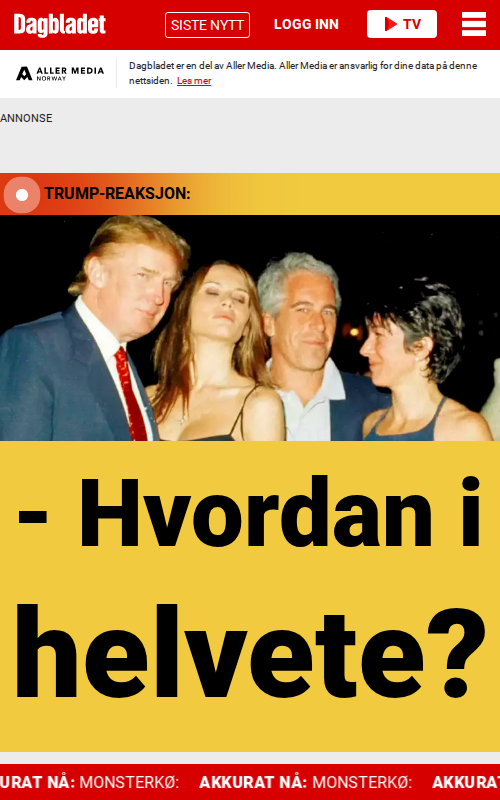 Dagbladet
SISTE NYTT
LOGG INN
TV
ALLER MEDIA
NORWAY
Dagbladet er en del av Aller Media. Aller Media er ansvarlig for dine data på denne
nettsiden. Les mer
ANNONSE
TRUMP-REAKSJON:
- Hvordan i
helvete?
URAT NÅ: MONSTERKØ: AKKURAT NÅ: MONSTERKØ: AKKURAT